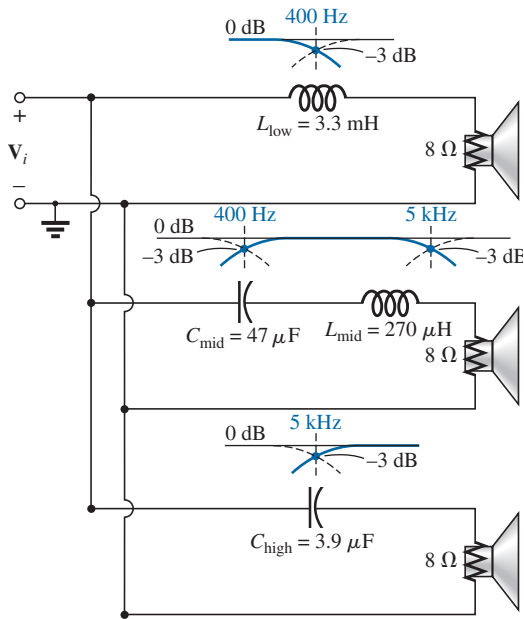 400 kHz
0 dB
–3 dB
+
V_i
–
L_low = 3.3 mH
8 Ω
400 Hz
5 kHz
0 dB
–3 dB
–3 dB
C_mid = 47 μF
L_mid = 270 μH
8 Ω
5 kHz
0 dB
–3 dB
C_high = 3.9 μF
8 Ω